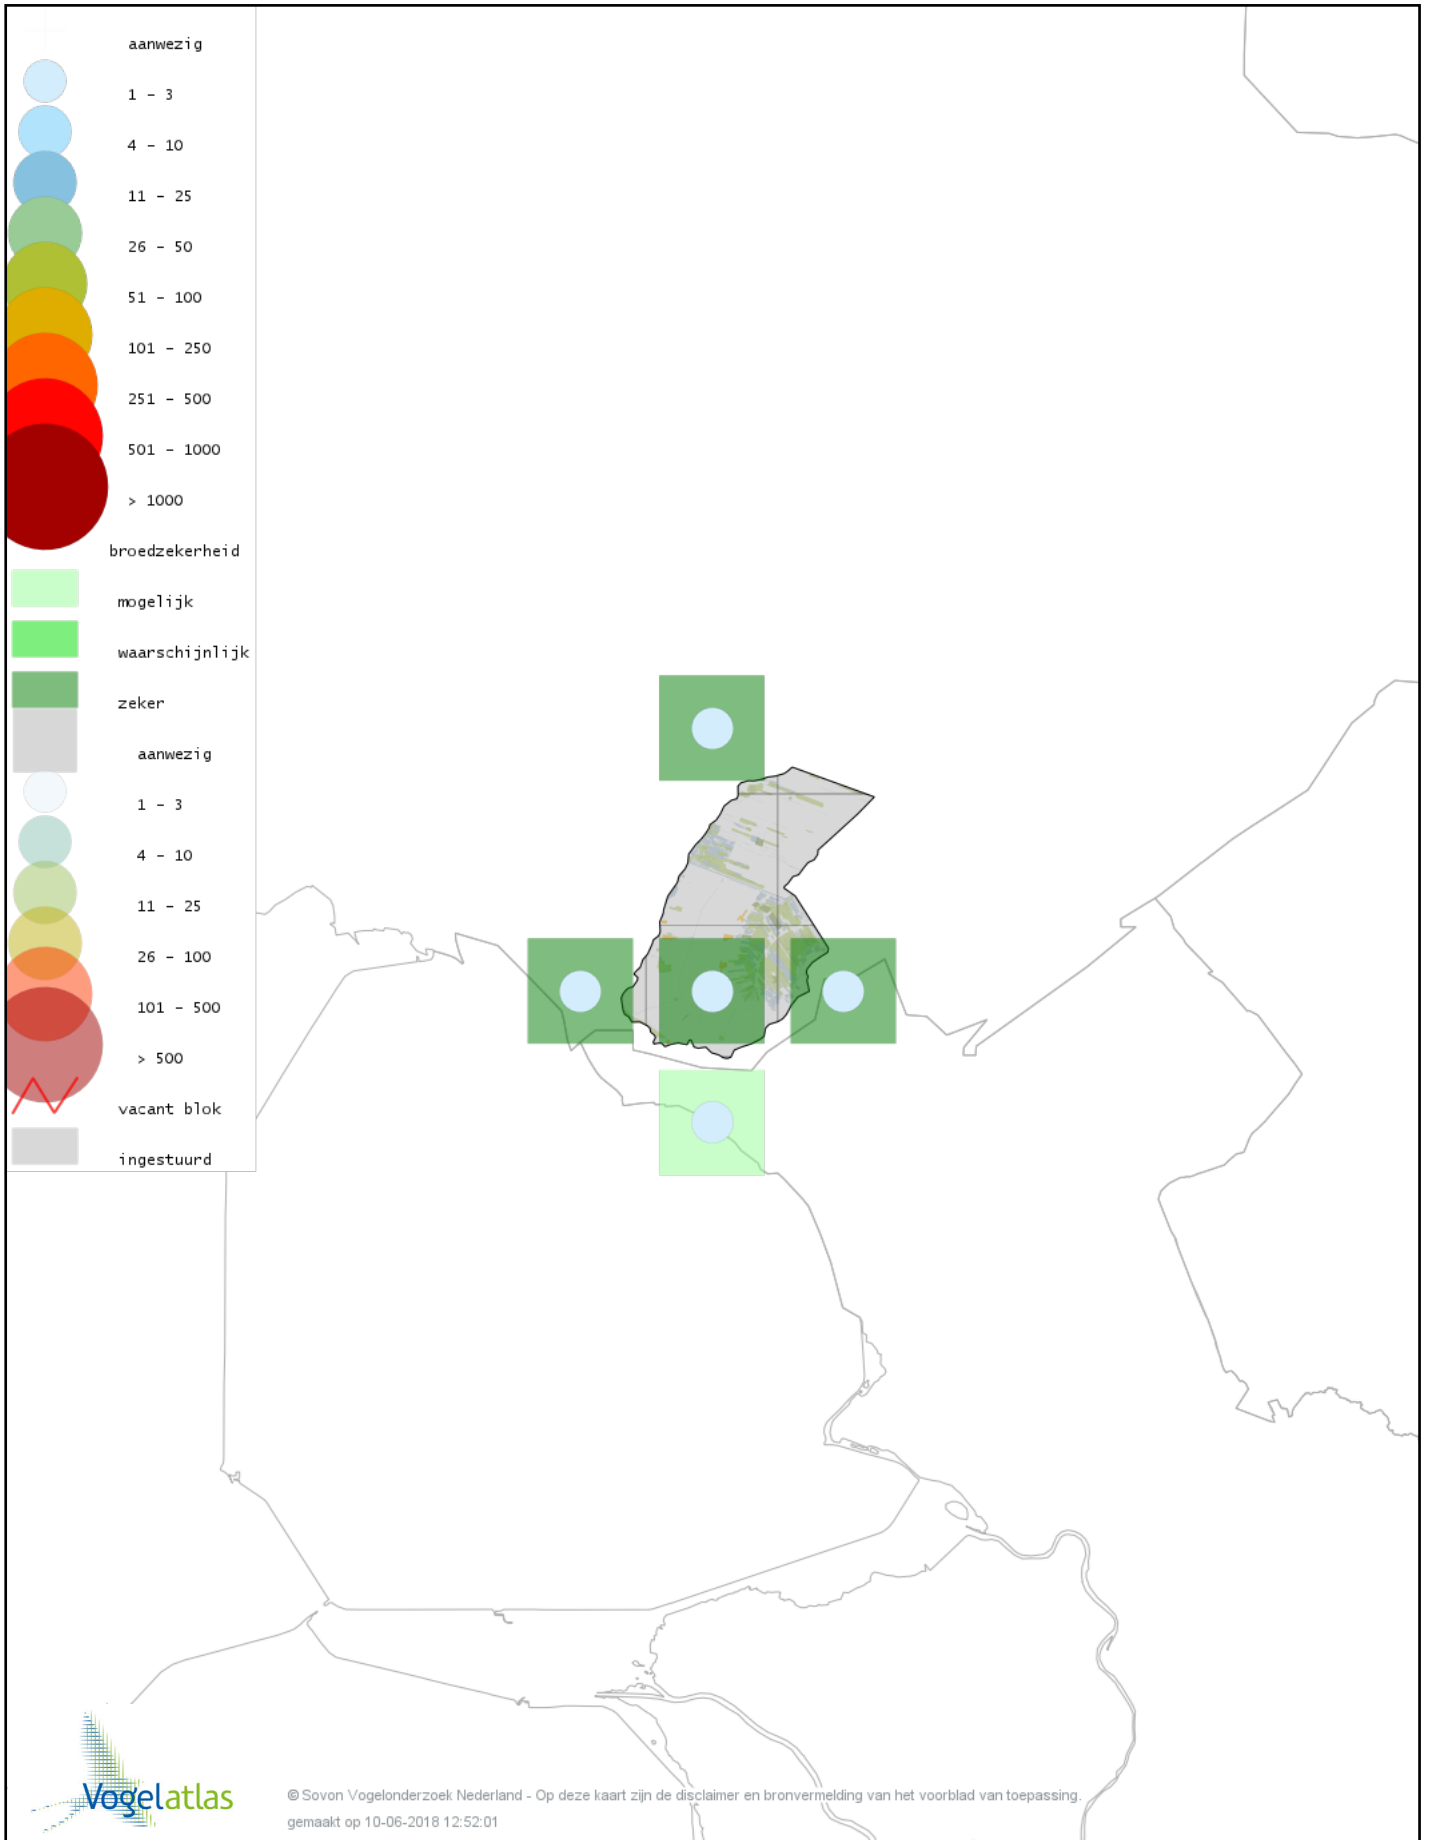 aanwezig
1 - 3
4 - 10
11 - 25
26 - 50
51 - 100
101 - 250
251 - 500
501 - 1000
> 1000
broedzekerheid
mogelijk
waarschijnlijk
zeker
aanwezig
1 - 3
4 - 10
11 - 25
26 - 100
101 - 500
> 500
vacant blok
ingestuurd
Vogelatlas
© Sovon Vogelonderzoek Nederland - Op deze kaart zijn de disclaimer en bronvermelding van het voorblad van toepassing.
gemaakt op 10-06-2018 12:52:01